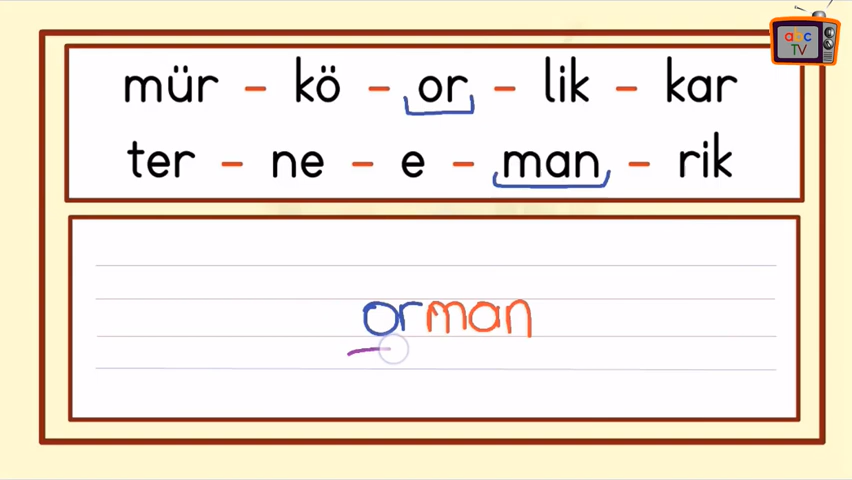 abc
TV
mür – kö – or – lik – kar
ter – ne – e – man – rik
orman